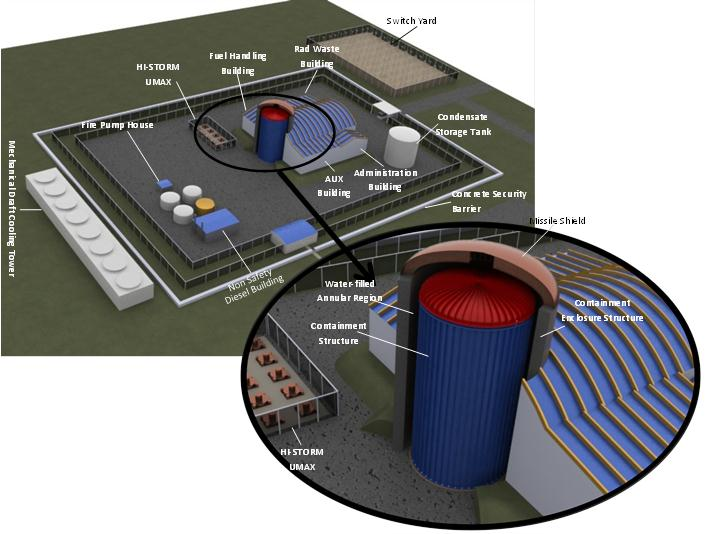 Switch Yard
Rad Waste
Building
Fuel Handling
Building
HI-STORM
UMAX
Fire Pump House
Condensate
Storage Tank
Mechanical Draft Cooling Tower
AUX
Building
Administration
Building
Concrete Security
Barrier
Non Safety
Diesel Building
Missile Shield
Water-filled
Annular Region
Containment
Enclosure Structure
Containment
Structure
HI-STORM
UMAX